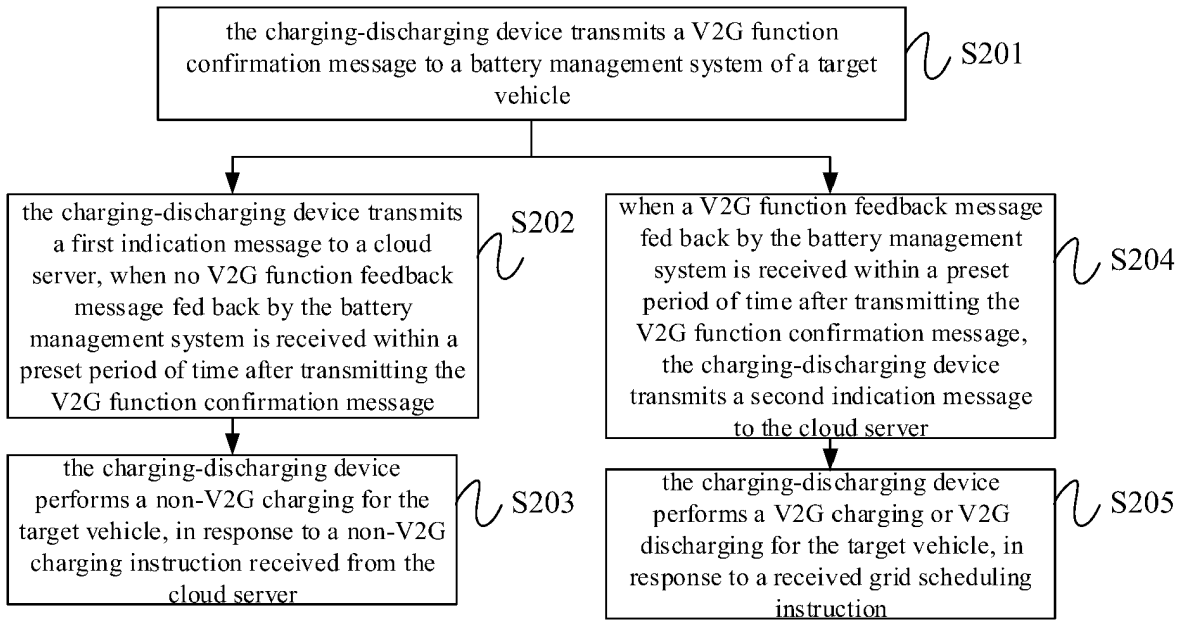 the charging-discharging device transmits a V2G function
confirmation message to a battery management system of a target
vehicle
S201
the charging-discharging device transmits
a first indication message to a cloud
server, when no V2G function feedback
message fed back by the battery
management system is received within a
preset period of time after transmitting the
V2G function confirmation message
S202
when a V2G function feedback message
fed back by the battery management
system is received within a preset
period of time after transmitting the
V2G function confirmation message,
the charging-discharging device
transmits a second indication message
to the cloud server
S204
the charging-discharging device
performs a non-V2G charging for the
target vehicle, in response to a non-V2G
charging instruction received from the
cloud server
S203
the charging-discharging device
performs a V2G charging or V2G
discharging for the target vehicle, in
response to a received grid scheduling
instruction
S205